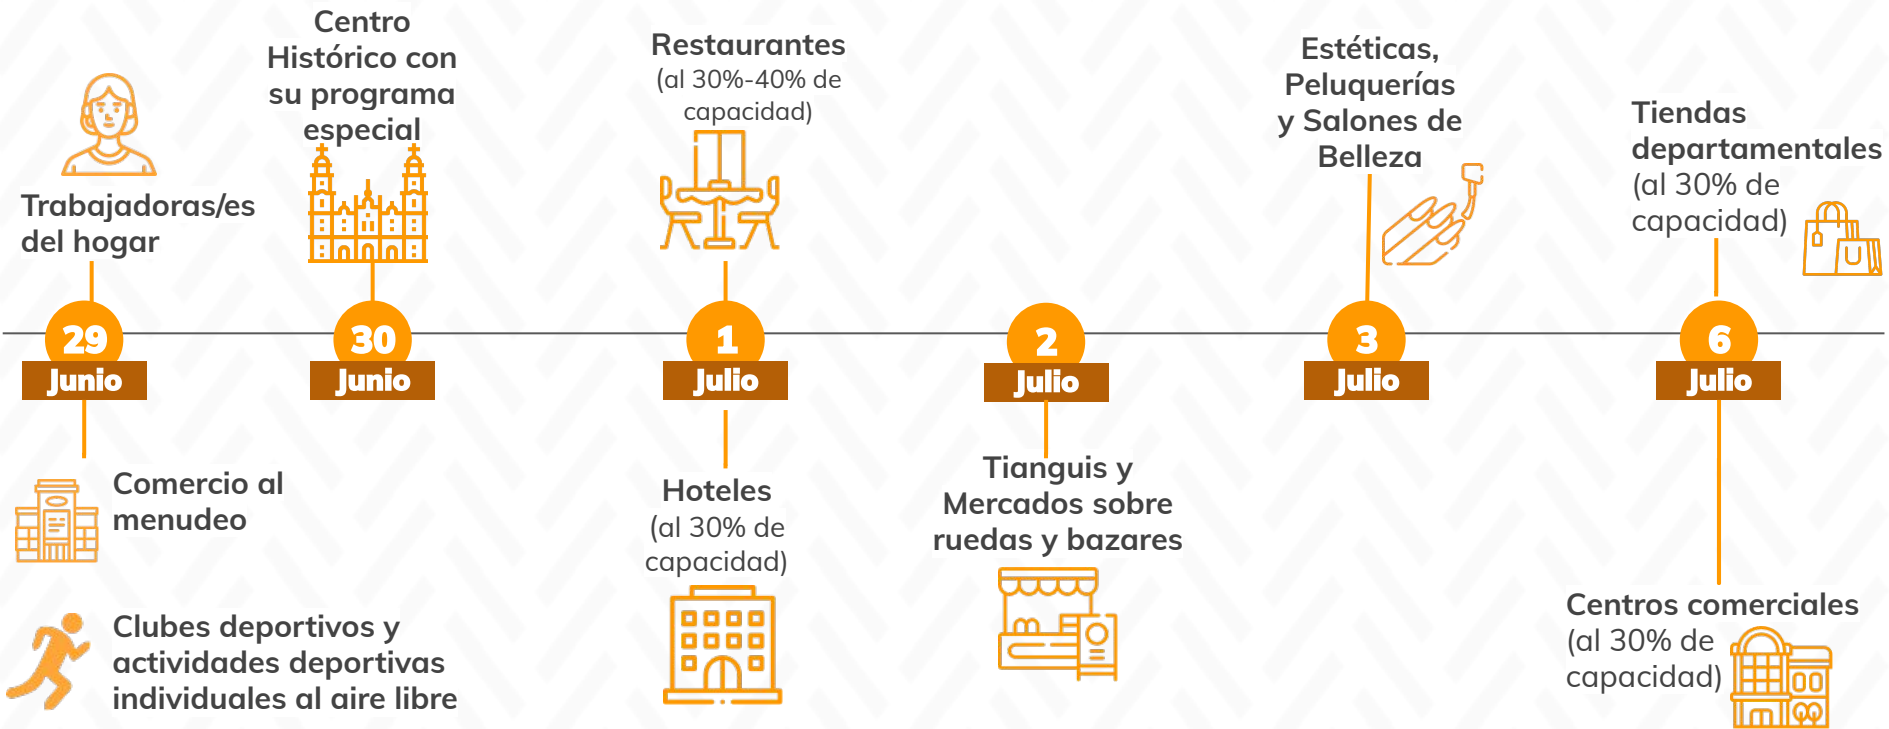 Trabajadoras/es
del hogar
29
Junio
Comercio al
menudeo
Clubes deportivos y
actividades deportivas
individuales al aire libre
Centro
Histórico con
su programa
especial
30
Junio
Restaurantes
(al 30%-40% de
capacidad)
1
Julio
Hoteles
(al 30% de
capacidad)
2
Julio
Tianguis y
Mercados sobre
ruedas y bazares
Estéticas,
Peluquerías
y Salones de
Belleza
3
Julio
Tiendas
departamentales
(al 30% de
capacidad)
6
Julio
Centros comerciales
(al 30% de
capacidad)